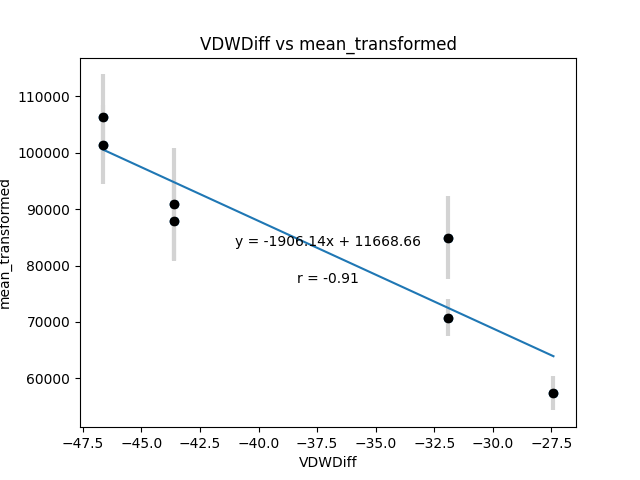 VDWDiff vs mean_transformed
mean_transformed
110000
100000
90000
80000
70000
60000
y = -1906.14x + 11668.66
r = -0.91
−47.5 −45.0 −42.5 −40.0 −37.5 −35.0 −32.5 −30.0 −27.5
VDWDiff